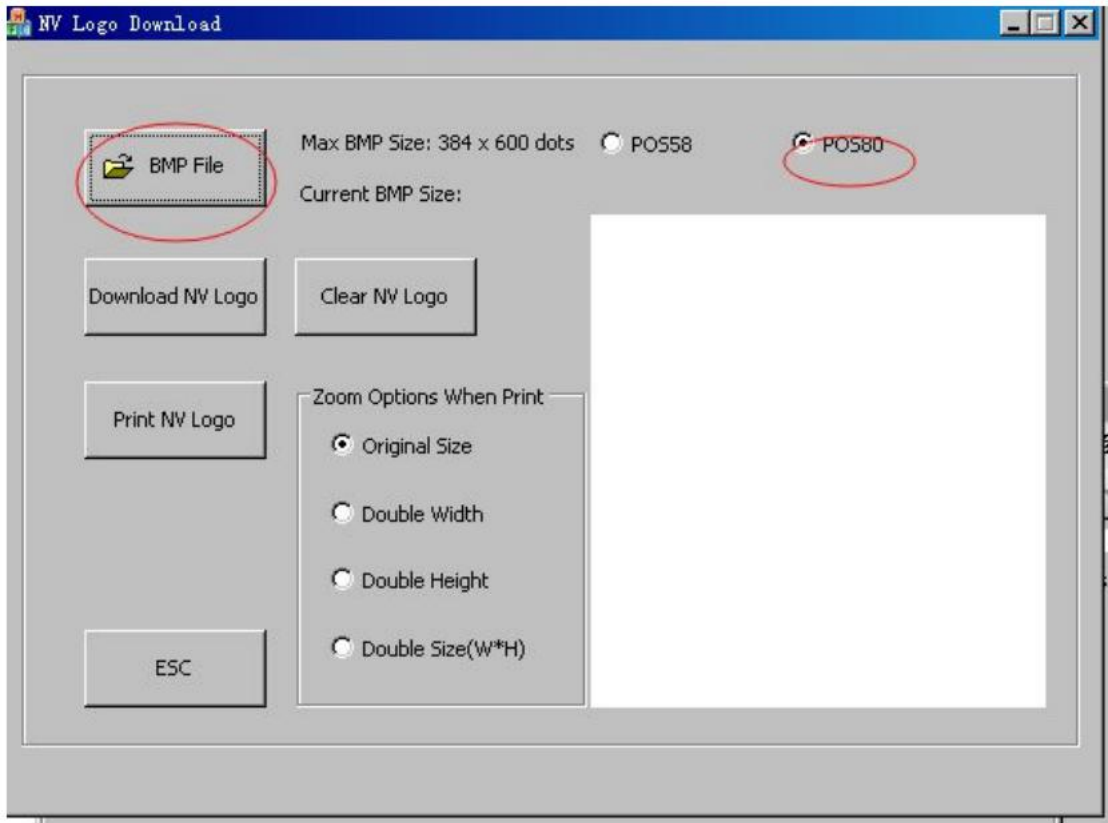 NV Logo Download
BMP File
Max BMP Size: 384 x 600 dots
POS58
POS80
Current BMP Size:
Download NV Logo
Clear NV Logo
Print NV Logo
Zoom Options When Print
Original Size
Double Width
Double Height
Double Size(W*H)
ESC